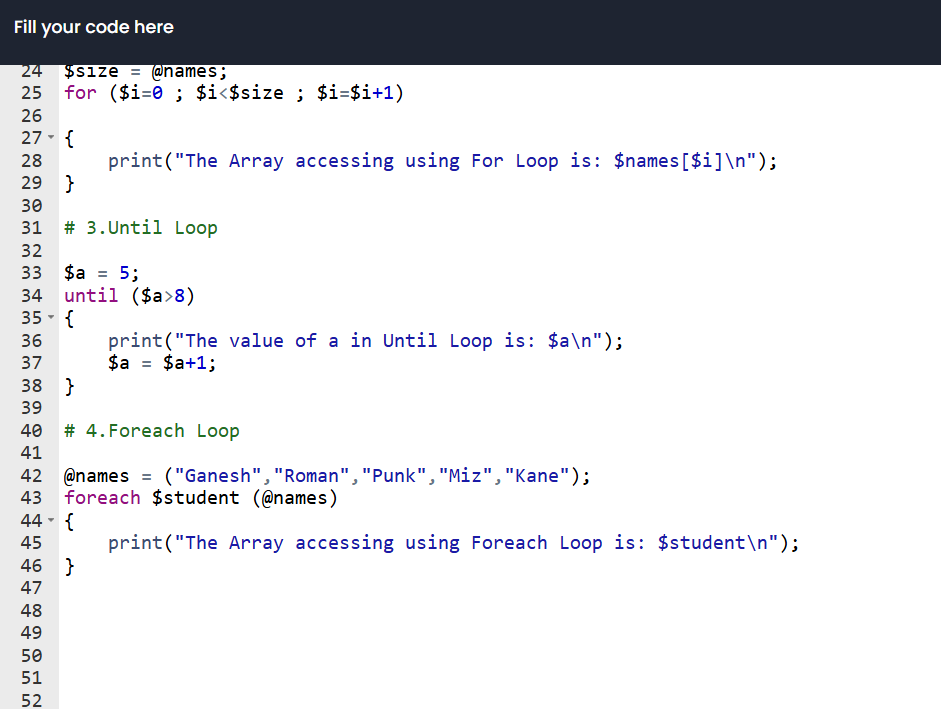 Fill your code here
24 $size = @names;
25 for ($i=0 ; $i<$size ; $i=$i+1)
26
27 {
28     print("The Array accessing using For Loop is: $names[$i]\n");
29 }
30
31 # 3.Until Loop
32
33 $a = 5;
34 until ($a>8)
35 {
36     print("The value of a in Until Loop is: $a\n");
37     $a = $a+1;
38 }
39
40 # 4.Foreach Loop
41
42 @names = ("Ganesh","Roman","Punk","Miz","Kane");
43 foreach $student (@names)
44 {
45     print("The Array accessing using Foreach Loop is: $student\n");
46 }
47
48
49
50
51
52